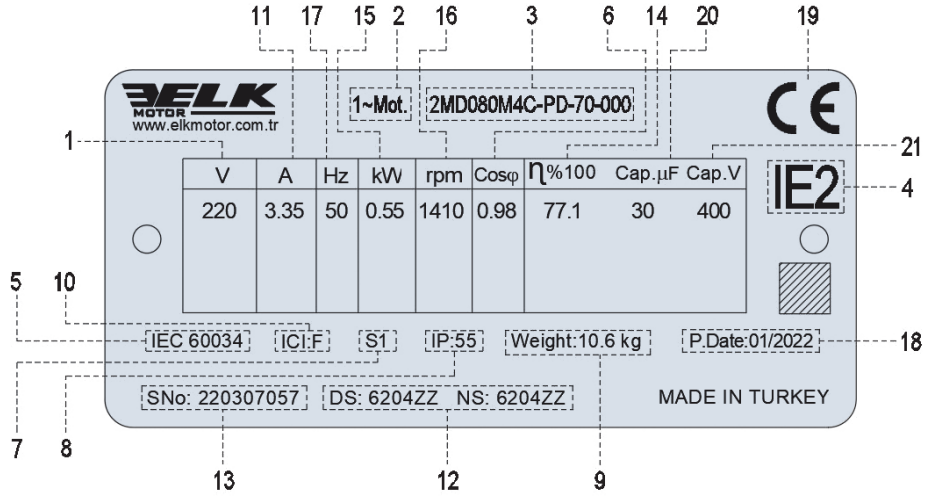 11 17 15 2 16 3 6 14 20 19
ELK
MOTOR
www.elkmotor.com.tr
1~Mot. 2MD080M4C-PD-70-000
CE
1
21
V A Hz kW rpm Cosφ η%100 Cap.μF Cap.V
IE2
4
220 3.35 50 0.55 1410 0.98 77.1 30 400
5 10
IEC 60034 ICI:F S1 IP:55 Weight:10.6 kg P.Date:01/2022
18
SNo: 220307057 DS: 6204ZZ NS: 6204ZZ MADE IN TURKEY
7 8 13 12 9